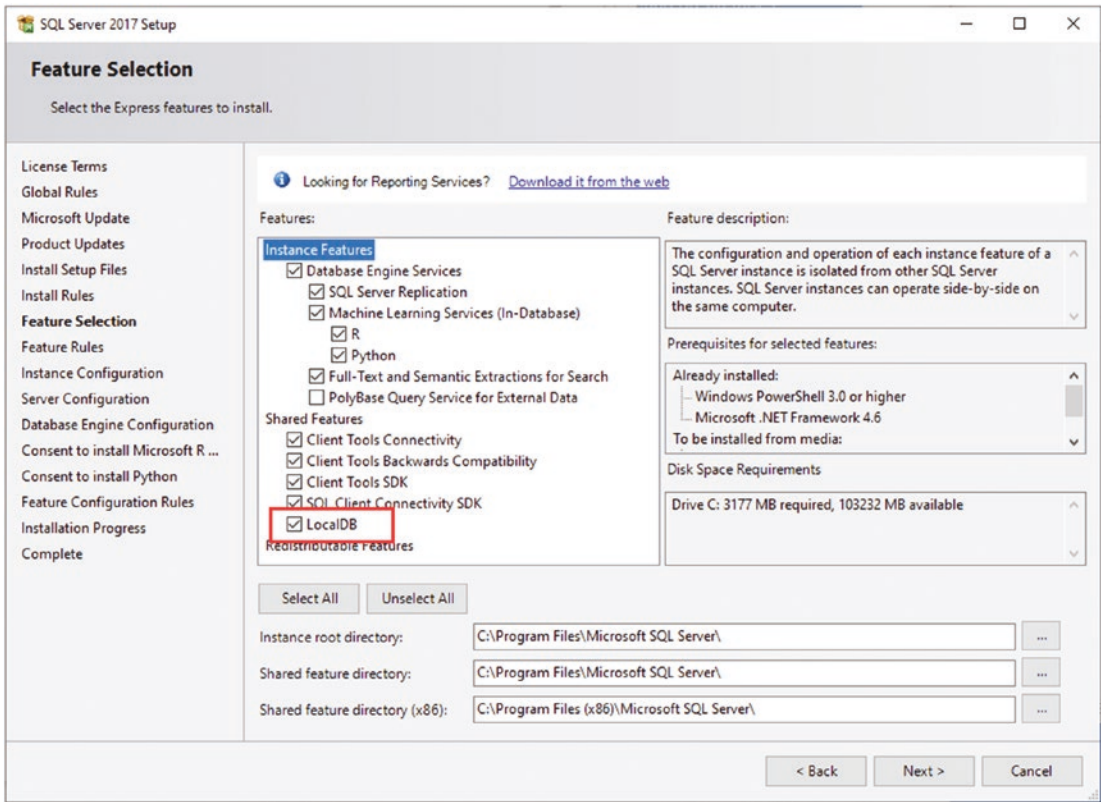 SQL Server 2017 Setup
Feature Selection
Select the Express features to install.
License Terms
Global Rules
Microsoft Update
Product Updates
Install Setup Files
Install Rules
Feature Selection
Feature Rules
Instance Configuration
Server Configuration
Database Engine Configuration
Consent to install Microsoft R ...
Consent to install Python
Feature Configuration Rules
Installation Progress
Complete
Looking for Reporting Services? Download it from the web
Features:
Instance Features
Database Engine Services
SQL Server Replication
Machine Learning Services (In-Database)
R
Python
Full-Text and Semantic Extractions for Search
PolyBase Query Service for External Data
Shared Features
Client Tools Connectivity
Client Tools Backwards Compatibility
Client Tools SDK
SQL Client Connectivity SDK
LocalDB
Redistributable Features
Feature description:
The configuration and operation of each instance feature of a
SQL Server instance is isolated from other SQL Server
instances. SQL Server instances can operate side-by-side on
the same computer.
Prerequisites for selected features:
Already installed:
Windows PowerShell 3.0 or higher
Microsoft .NET Framework 4.6
To be installed from media:
Disk Space Requirements
Drive C: 3177 MB required, 103232 MB available
Select All
Unselect All
Instance root directory: C:\Program Files\Microsoft SQL Server\ ...
Shared feature directory: C:\Program Files\Microsoft SQL Server\ ...
Shared feature directory (x86): C:\Program Files (x86)\Microsoft SQL Server\ ...
< Back
Next >
Cancel